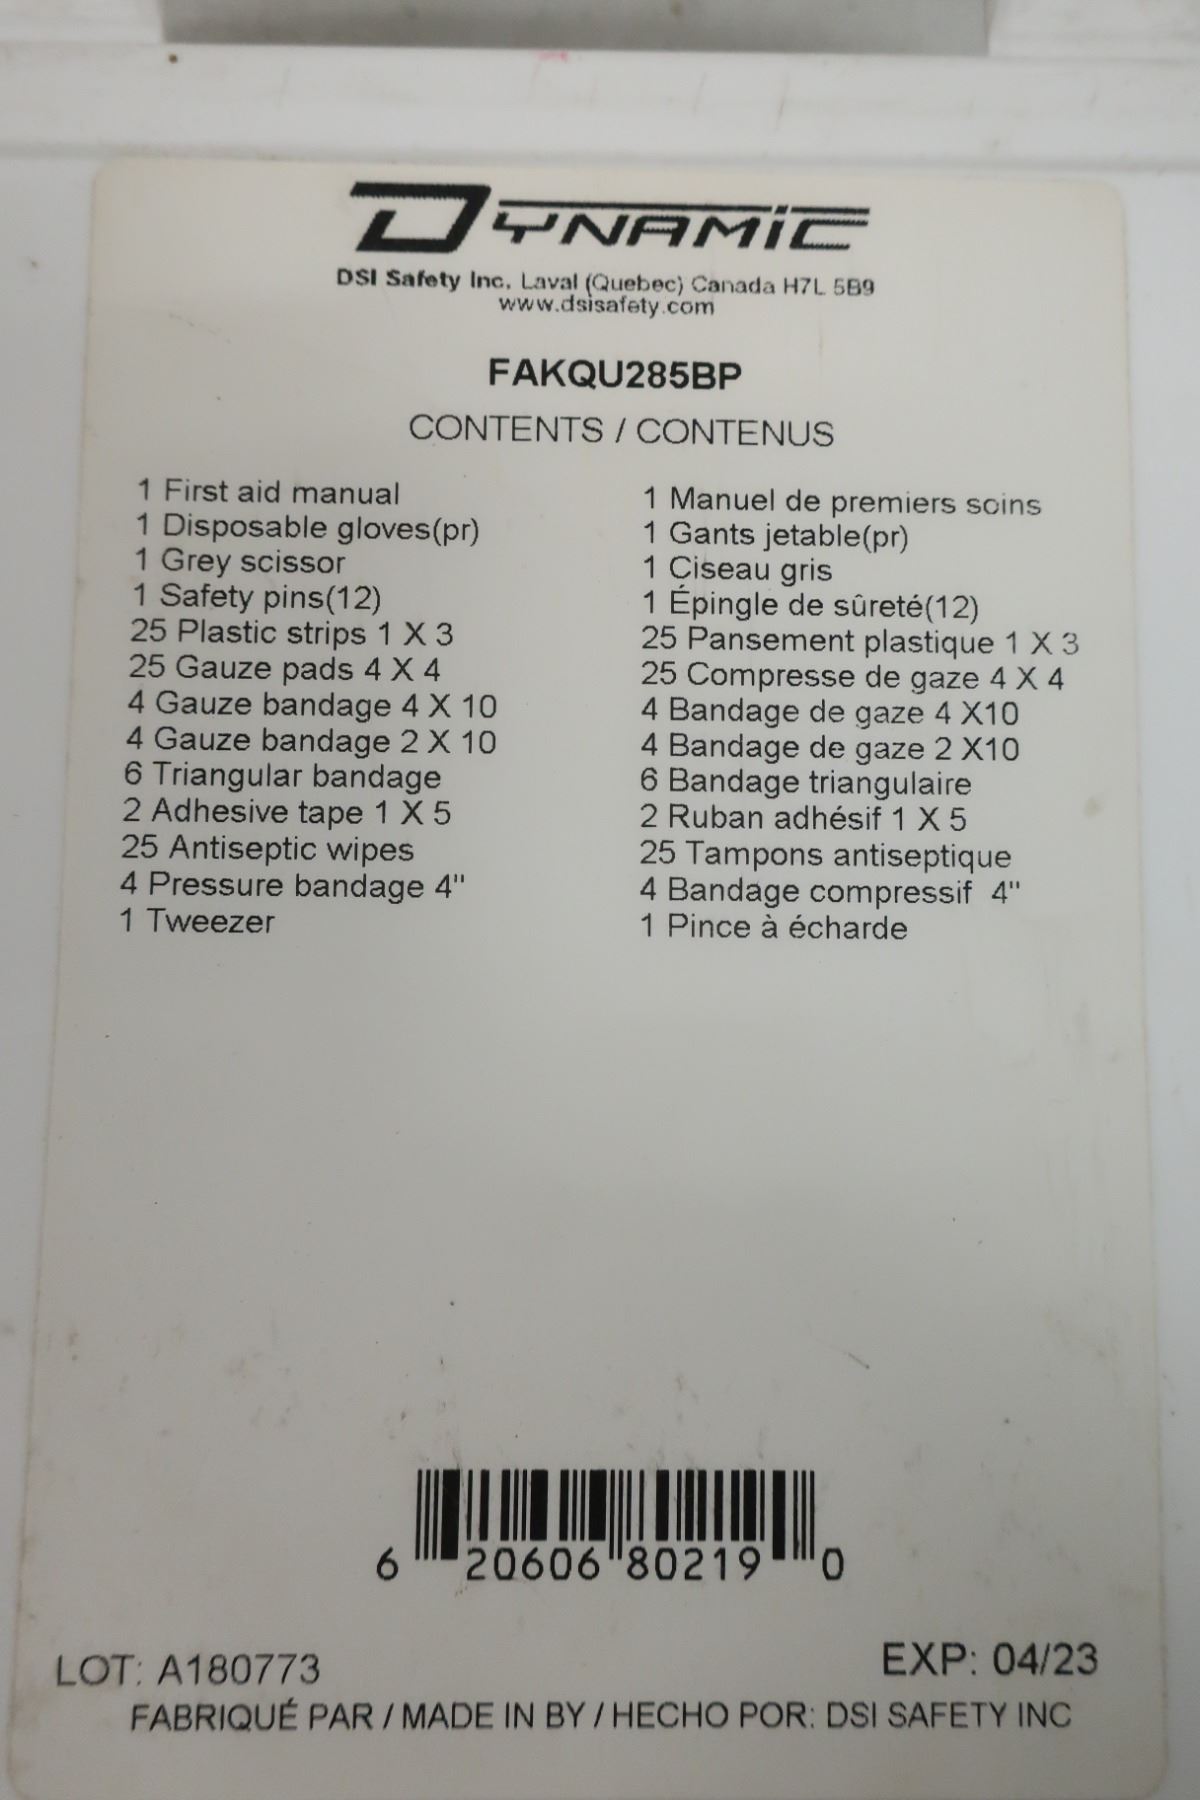 DYNAMIC
DSI Safety Inc. Laval (Quebec) Canada H7L 5B9
www.dsisafety.com
FAKQU285BP
CONTENTS / CONTENUS
1 First aid manual
1 Disposable gloves(pr)
1 Grey scissor
1 Safety pins(12)
25 Plastic strips 1 X 3
25 Gauze pads 4 X 4
4 Gauze bandage 4 X 10
4 Gauze bandage 2 X 10
6 Triangular bandage
2 Adhesive tape 1 X 5
25 Antiseptic wipes
4 Pressure bandage 4"
1 Tweezer
1 Manuel de premiers soins
1 Gants jetable(pr)
1 Ciseau gris
1 Épingle de sûreté(12)
25 Pansement plastique 1 X 3
25 Compresse de gaze 4 X 4
4 Bandage de gaze 4 X10
4 Bandage de gaze 2 X10
6 Bandage triangulaire
2 Ruban adhésif 1 X 5
25 Tampons antiseptique
4 Bandage compressif 4"
1 Pince à écharde
6 20606 80219 0
LOT: A180773
EXP: 04/23
FABRIQUÉ PAR / MADE IN BY / HECHO POR: DSI SAFETY INC